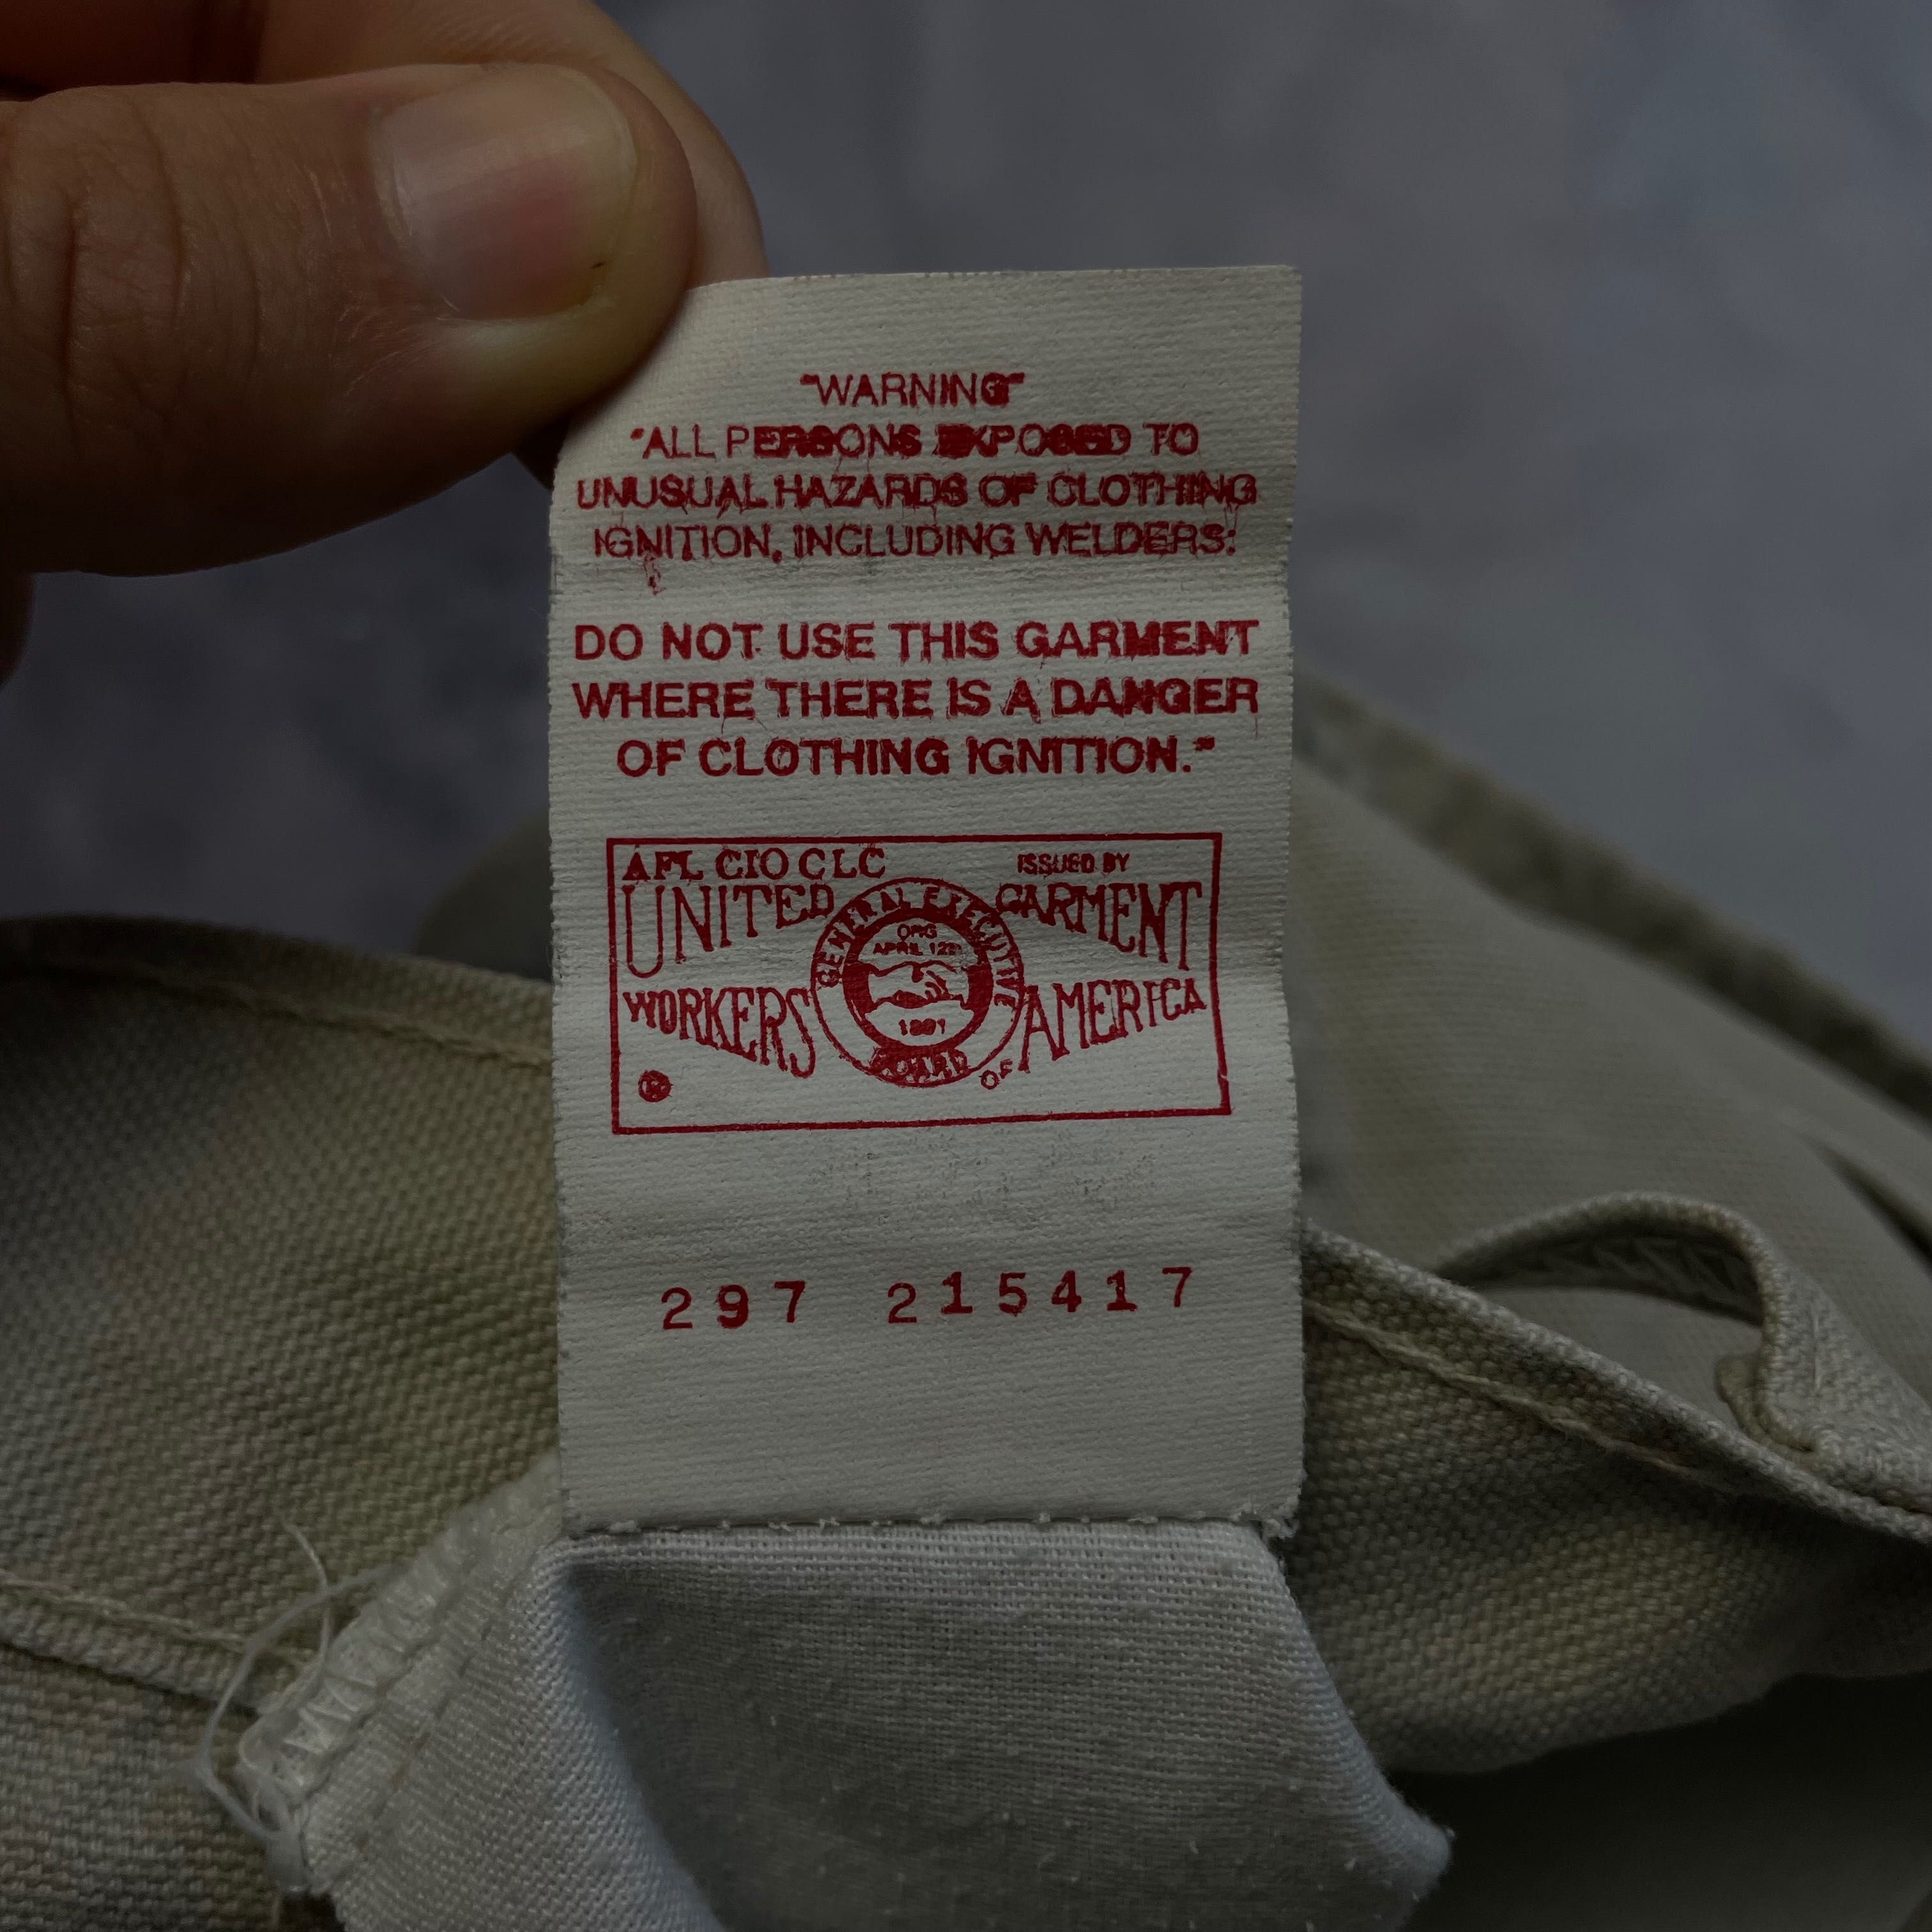 "WARNING"
"ALL PERSONS EXPOSED TO
UNUSUAL HAZARDS OF CLOTHING
IGNITION, INCLUDING WELDERS:
DO NOT USE THIS GARMENT
WHERE THERE IS A DANGER
OF CLOTHING IGNITION."
AFL CIO CLC
ISSUED BY
UNITED GARMENT
WORKERS OF AMERICA
GENERAL EXECUTIVE
BOARD
ORG
APRIL 12
1891
®
297 215417